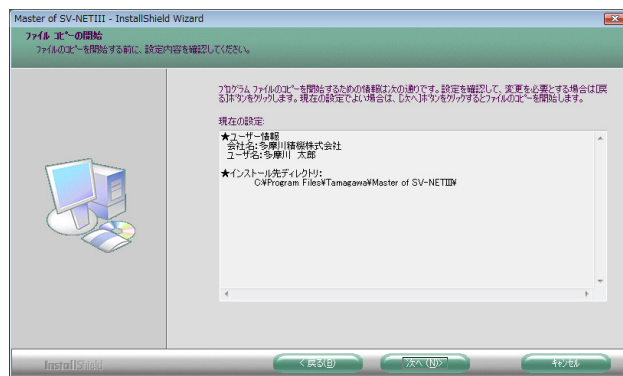 Master of SV-NETIII - InstallShield Wizard
ファイル コピーの開始
ファイルのコピーを開始する前に、設定内容を確認してください。
プログラム ファイルのコピーを開始するための情報は次の通りです。設定を確認して、変更を必要とする場合は[戻
る]ボタンをクリックします。現在の設定でよい場合は、[次へ]ボタンをクリックするとファイルのコピーを開始します。
現在の設定:
★ユーザー情報
会社名:多摩川精機株式会社
ユーザ名:多摩川 太郎
★インストール先ディレクトリ:
C:¥Program Files¥Tamagawa¥Master of SV-NETIII¥
InstallShield
< 戻る(B)
次へ (N)>
キャンセル